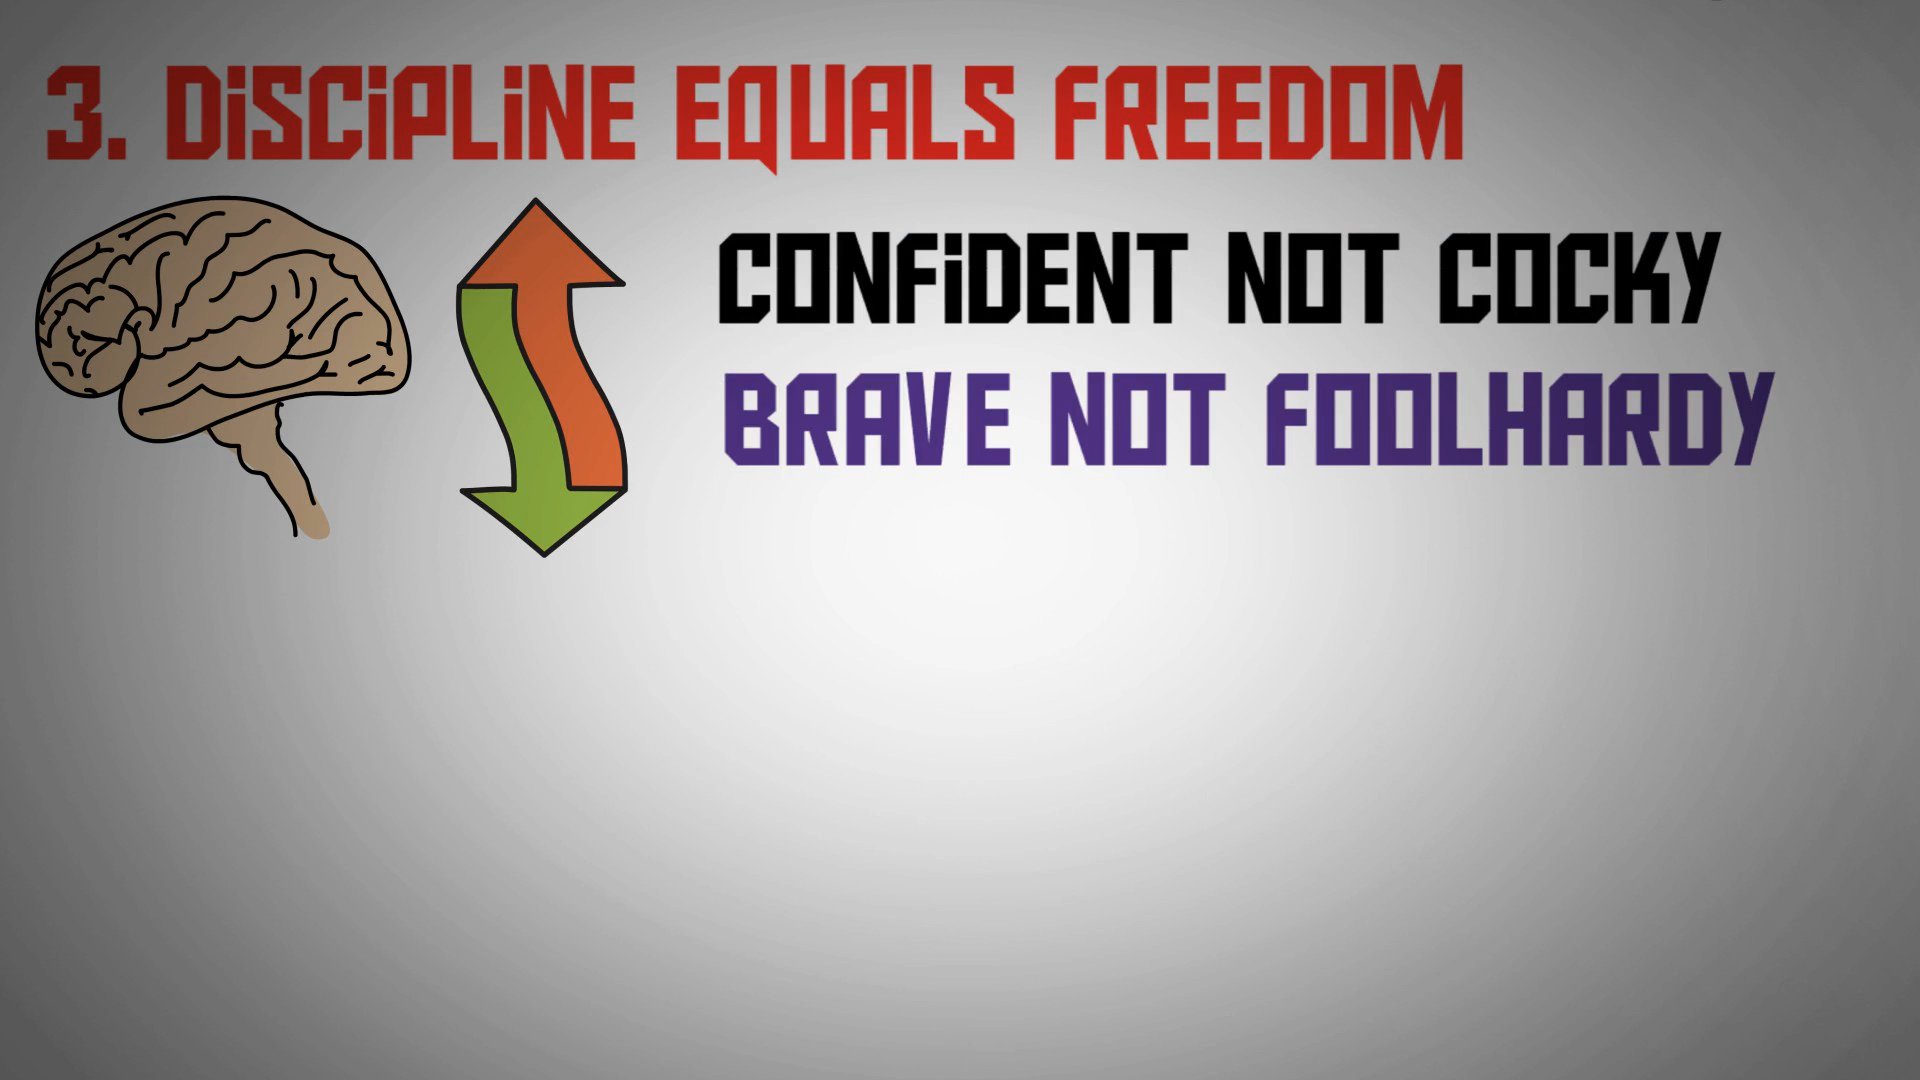 3. DiSCiPLiNE EQUALS FREEDOM
CONFiDENT NOT COCKY
BRAVE NOT FOOLHARDY